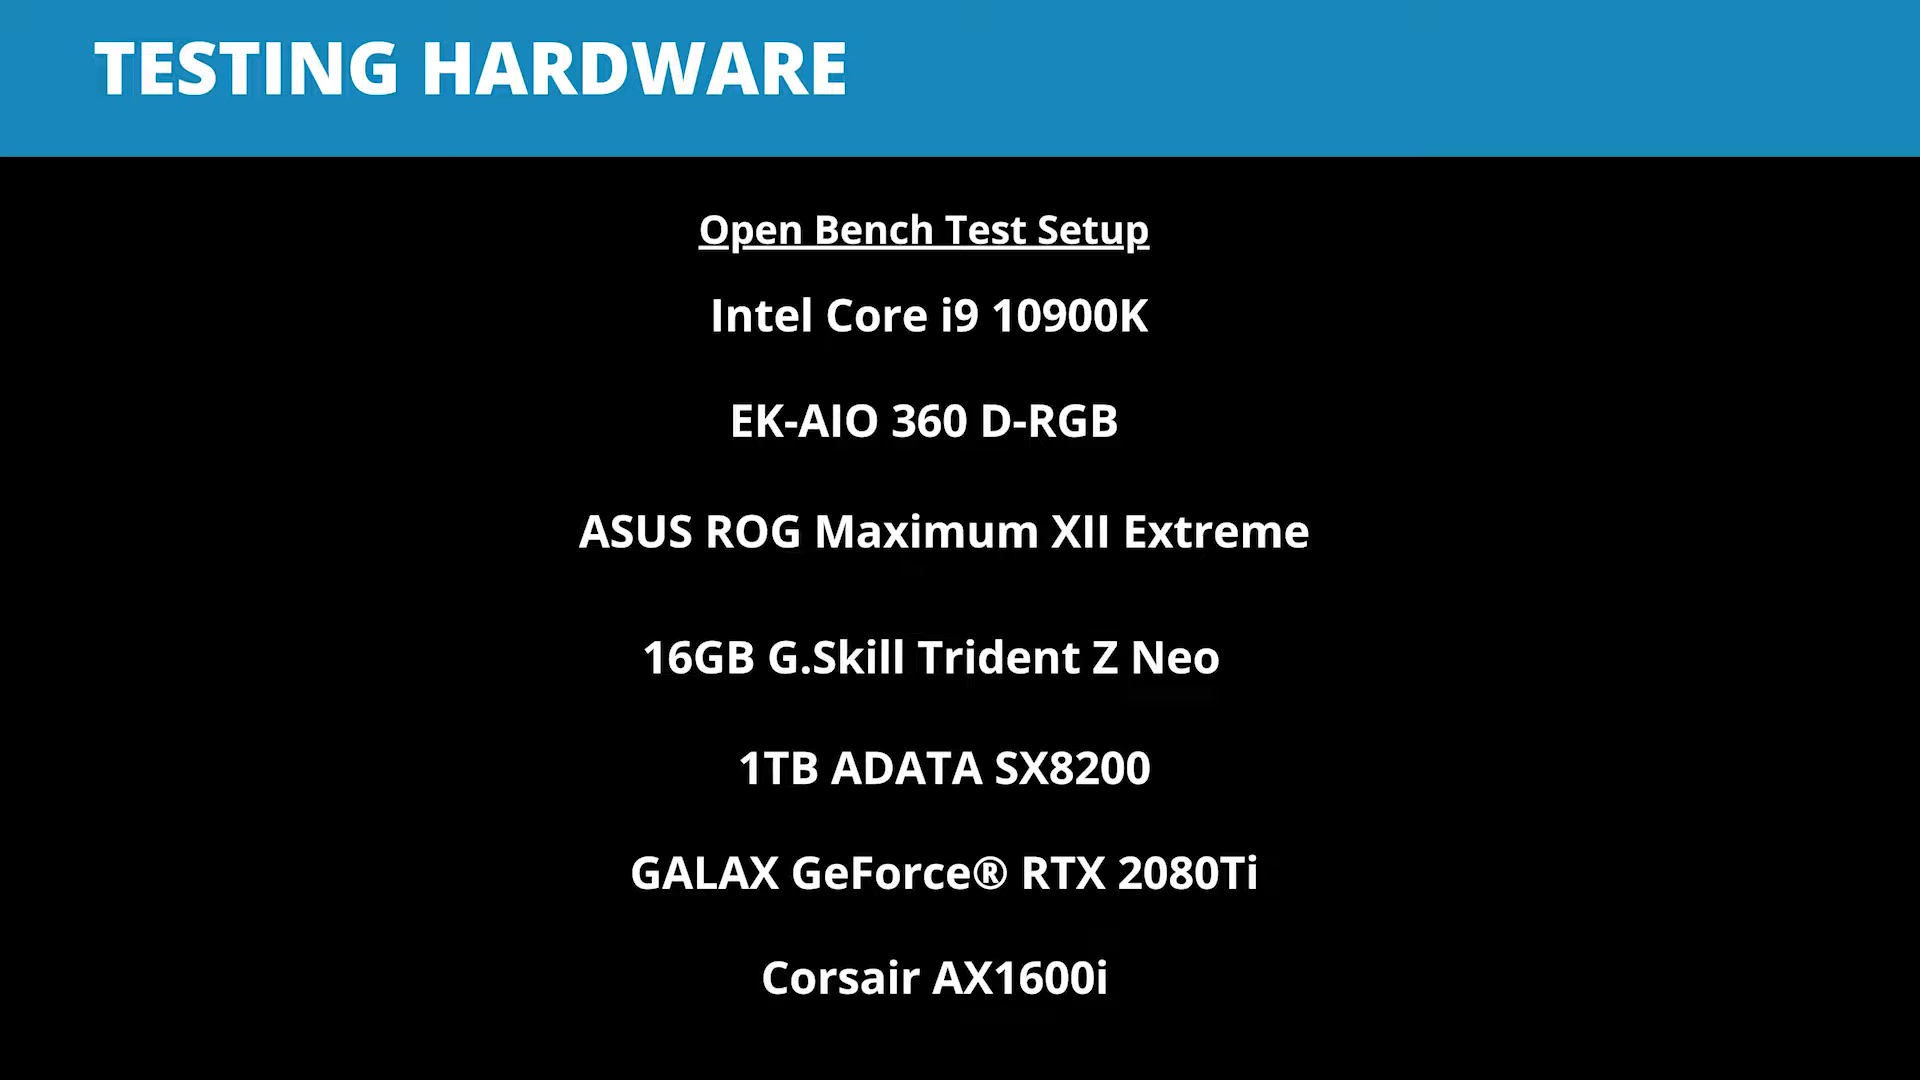 TESTING HARDWARE
Open Bench Test Setup
Intel Core i9 10900K
EK-AIO 360 D-RGB
ASUS ROG Maximum XII Extreme
16GB G.Skill Trident Z Neo
1TB ADATA SX8200
GALAX GeForce® RTX 2080Ti
Corsair AX1600i